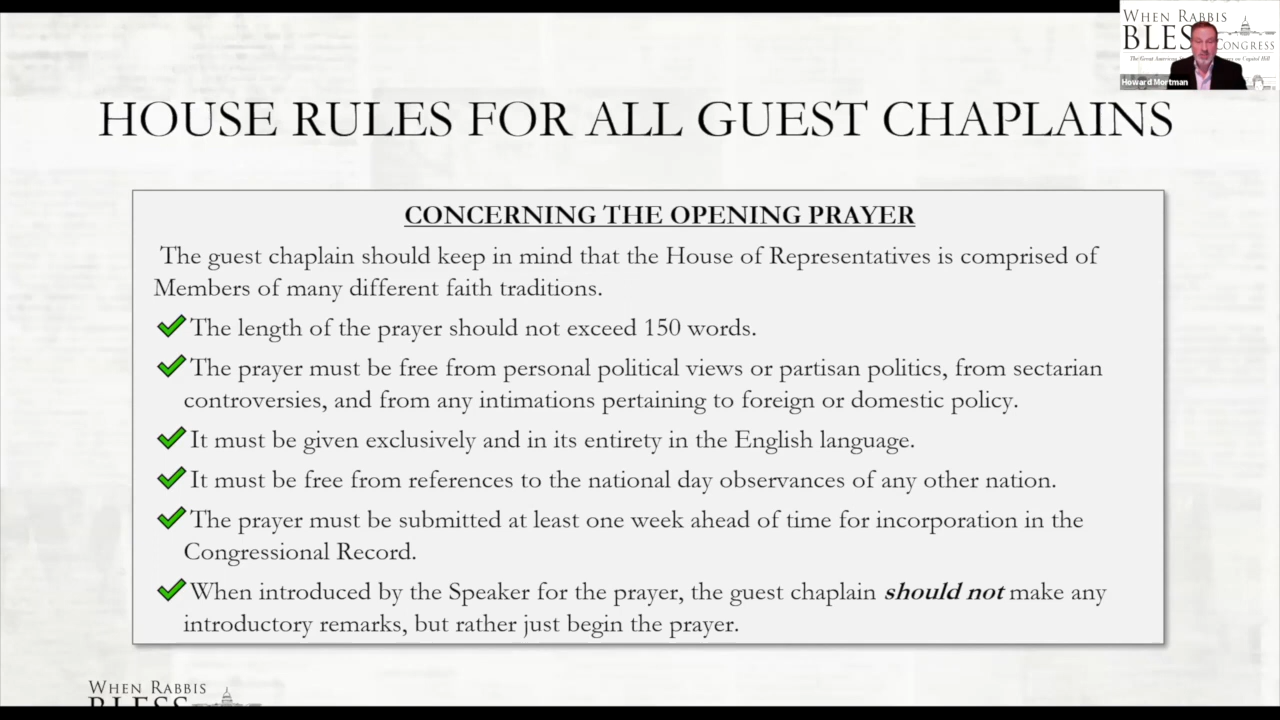 WHEN RABBIS
BLES
CONGRESS
Howard Mortman
HOUSE RULES FOR ALL GUEST CHAPLAINS
CONCERNING THE OPENING PRAYER
The guest chaplain should keep in mind that the House of Representatives is comprised of
Members of many different faith traditions.
The length of the prayer should not exceed 150 words.
The prayer must be free from personal political views or partisan politics, from sectarian
controversies, and from any intimations pertaining to foreign or domestic policy.
It must be given exclusively and in its entirety in the English language.
It must be free from references to the national day observances of any other nation.
The prayer must be submitted at least one week ahead of time for incorporation in the
Congressional Record.
When introduced by the Speaker for the prayer, the guest chaplain should not make any
introductory remarks, but rather just begin the prayer.
WHEN RABBIS
BLESS